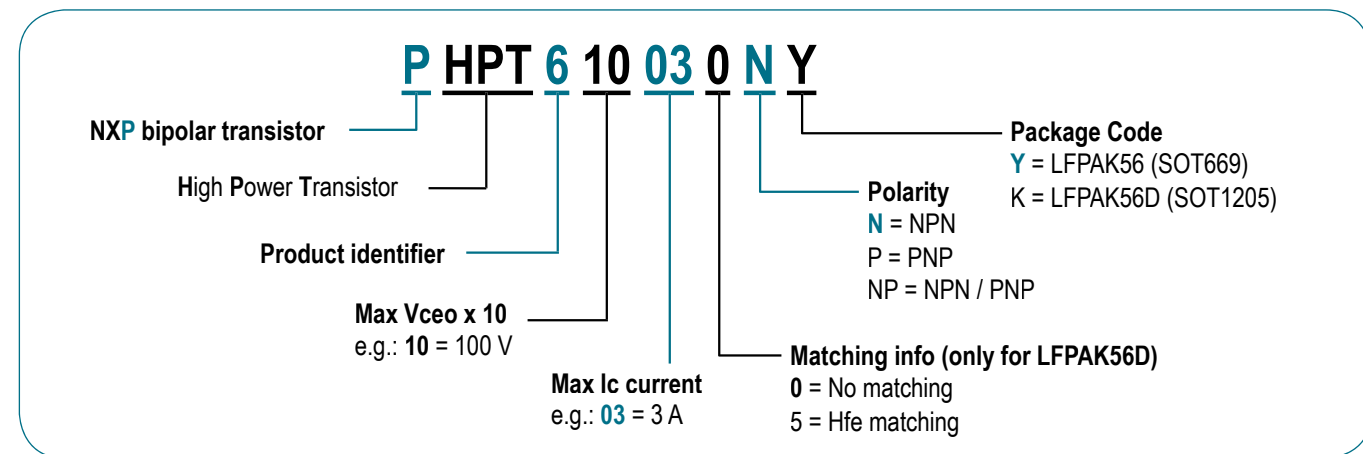 P HPT 6 10 03 0 N Y
NXP bipolar transistor
High Power Transistor
Product identifier
Max Vceo x 10
e.g.: 10 = 100 V
Max Ic current
e.g.: 03 = 3 A
Matching info (only for LFPAK56D)
0 = No matching
5 = Hfe matching
Polarity
N = NPN
P = PNP
NP = NPN / PNP
Package Code
Y = LFPAK56 (SOT669)
K = LFPAK56D (SOT1205)